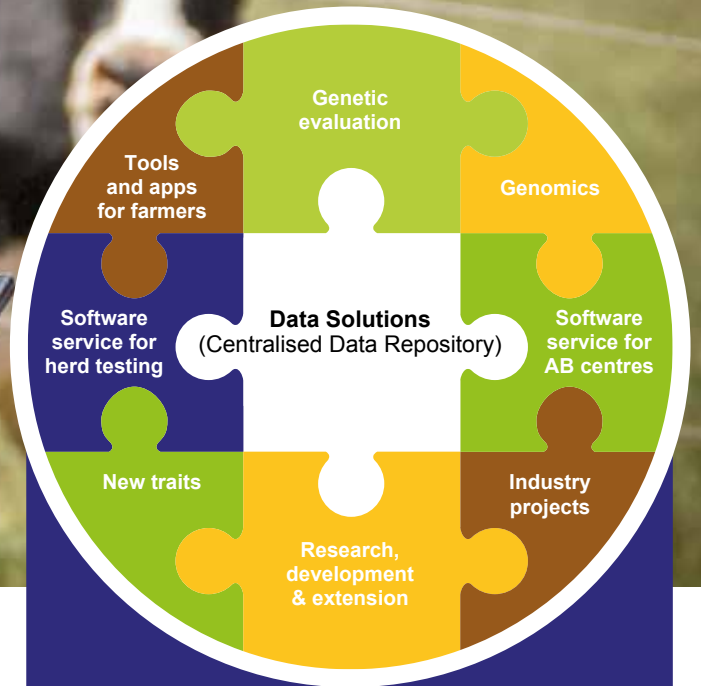 Genetic
evaluation
Tools
and apps
for farmers
Genomics
Software
service for
herd testing
Data Solutions
(Centralised Data Repository)
Software
service for
AB centres
New traits
Industry
projects
Research,
development
& extension